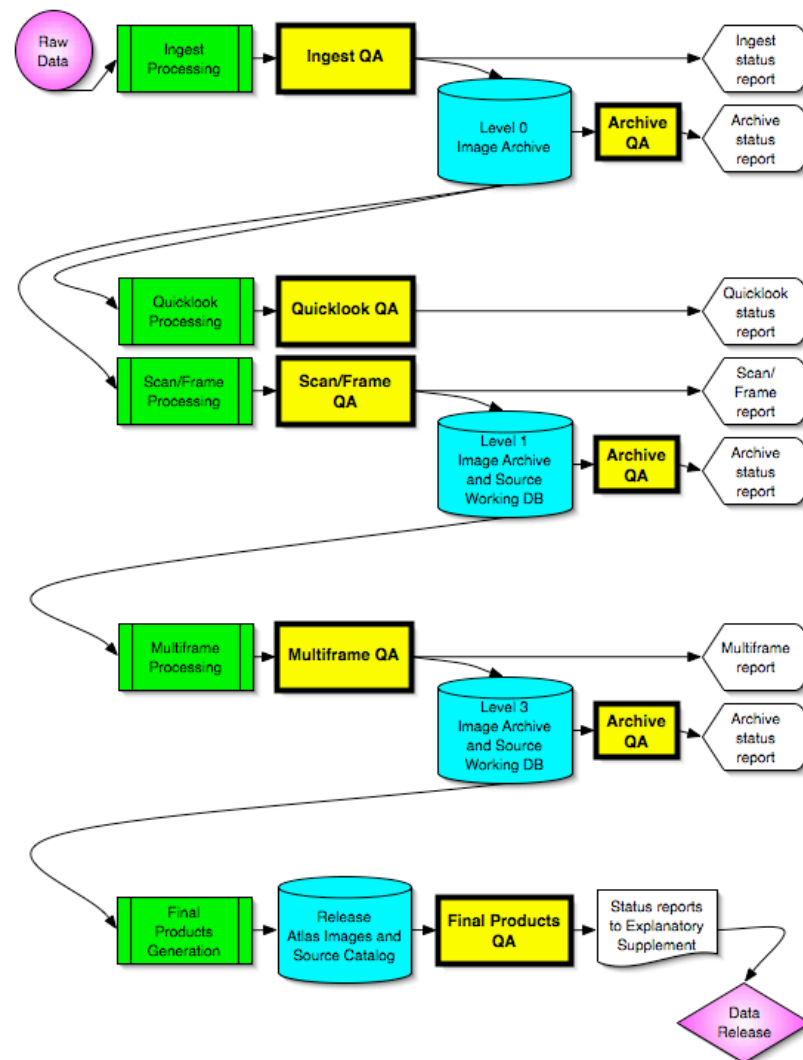 Raw
Data
Ingest
Processing
Ingest QA
Ingest
status
report
Level 0
Image Archive
Archive
QA
Archive
status
report
Quicklook
Processing
Quicklook QA
Quicklook
status
report
Scan/Frame
Processing
Scan/Frame
QA
Scan/
Frame
report
Level 1
Image Archive
and Source
Working DB
Archive
QA
Archive
status
report
Multiframe
Processing
Multiframe QA
Multiframe
report
Level 3
Image Archive
and Source
Working DB
Archive
QA
Archive
status
report
Final
Products
Generation
Release
Atlas Images and
Source Catalog
Final Products
QA
Status reports
to Explanatory
Supplement
Data
Release